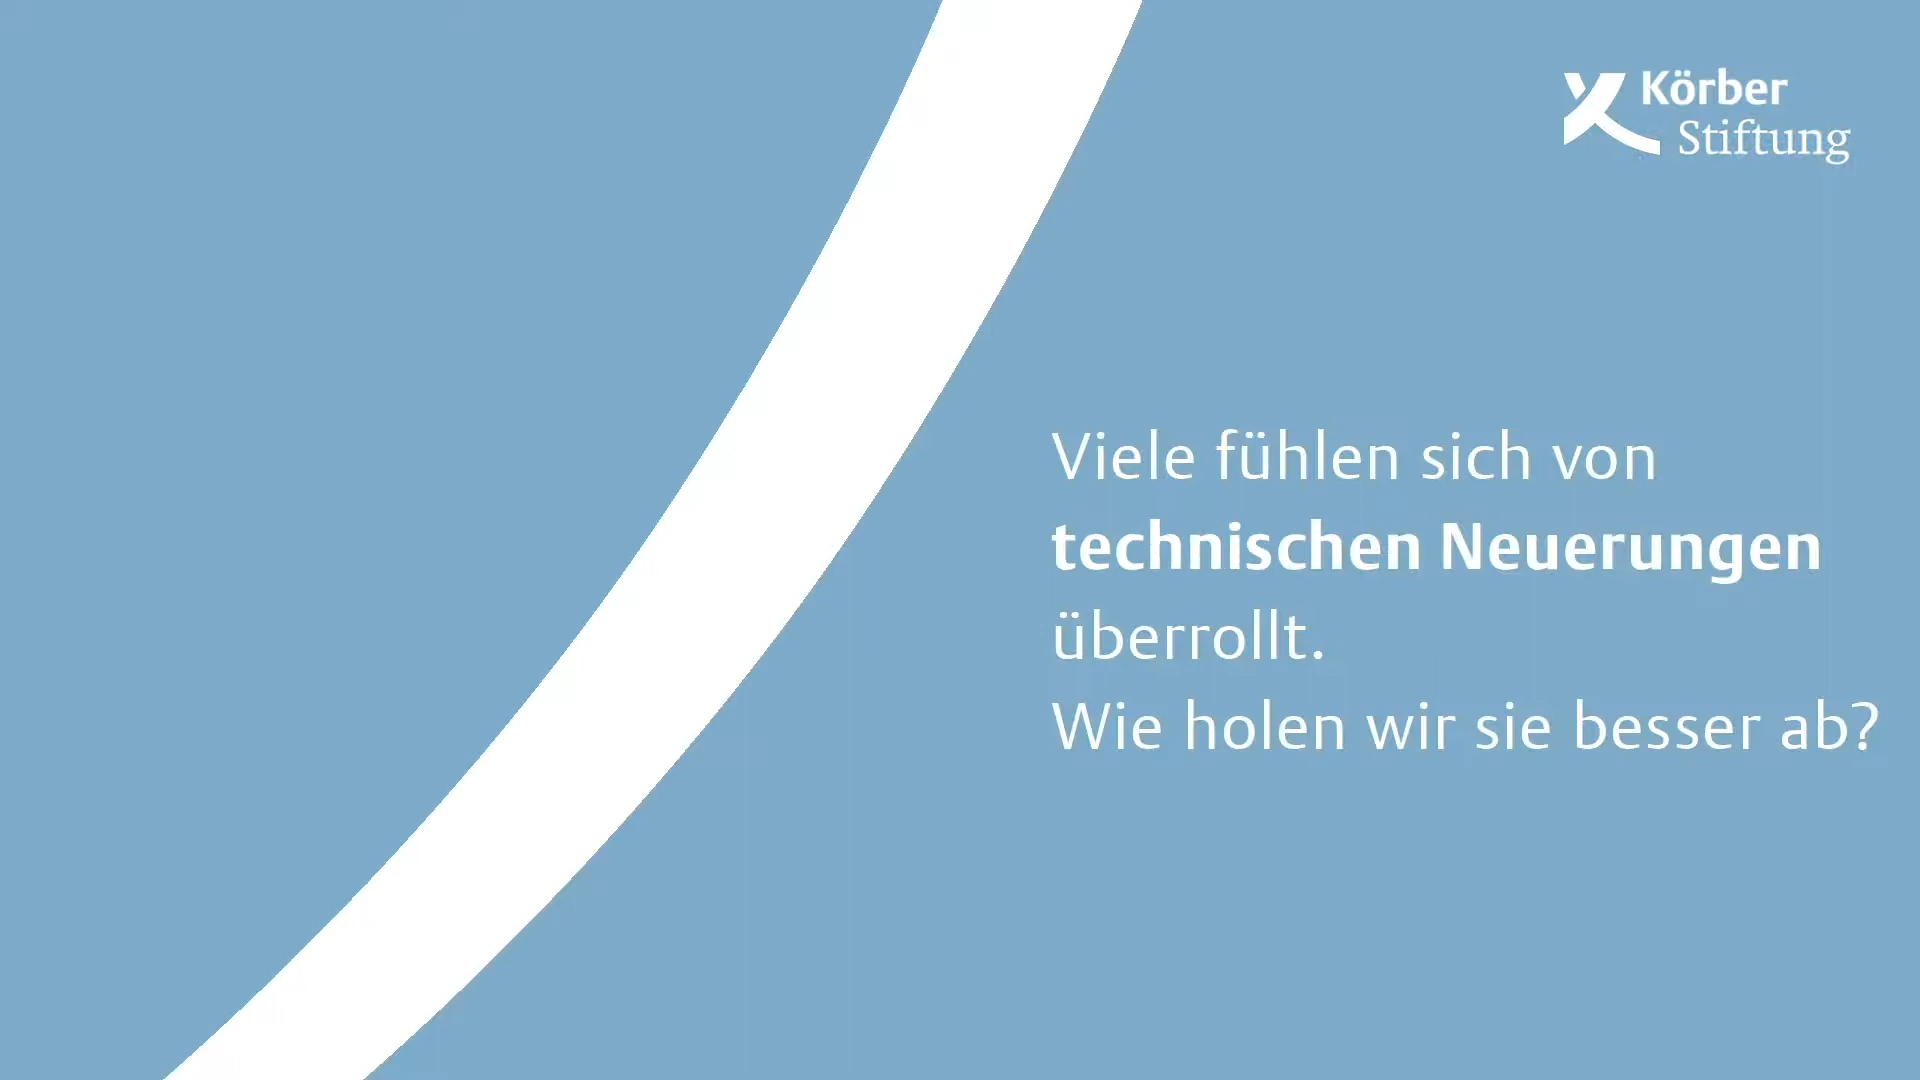 Körber
Stiftung
Viele fühlen sich von
technischen Neuerungen
überrollt.
Wie holen wir sie besser ab?